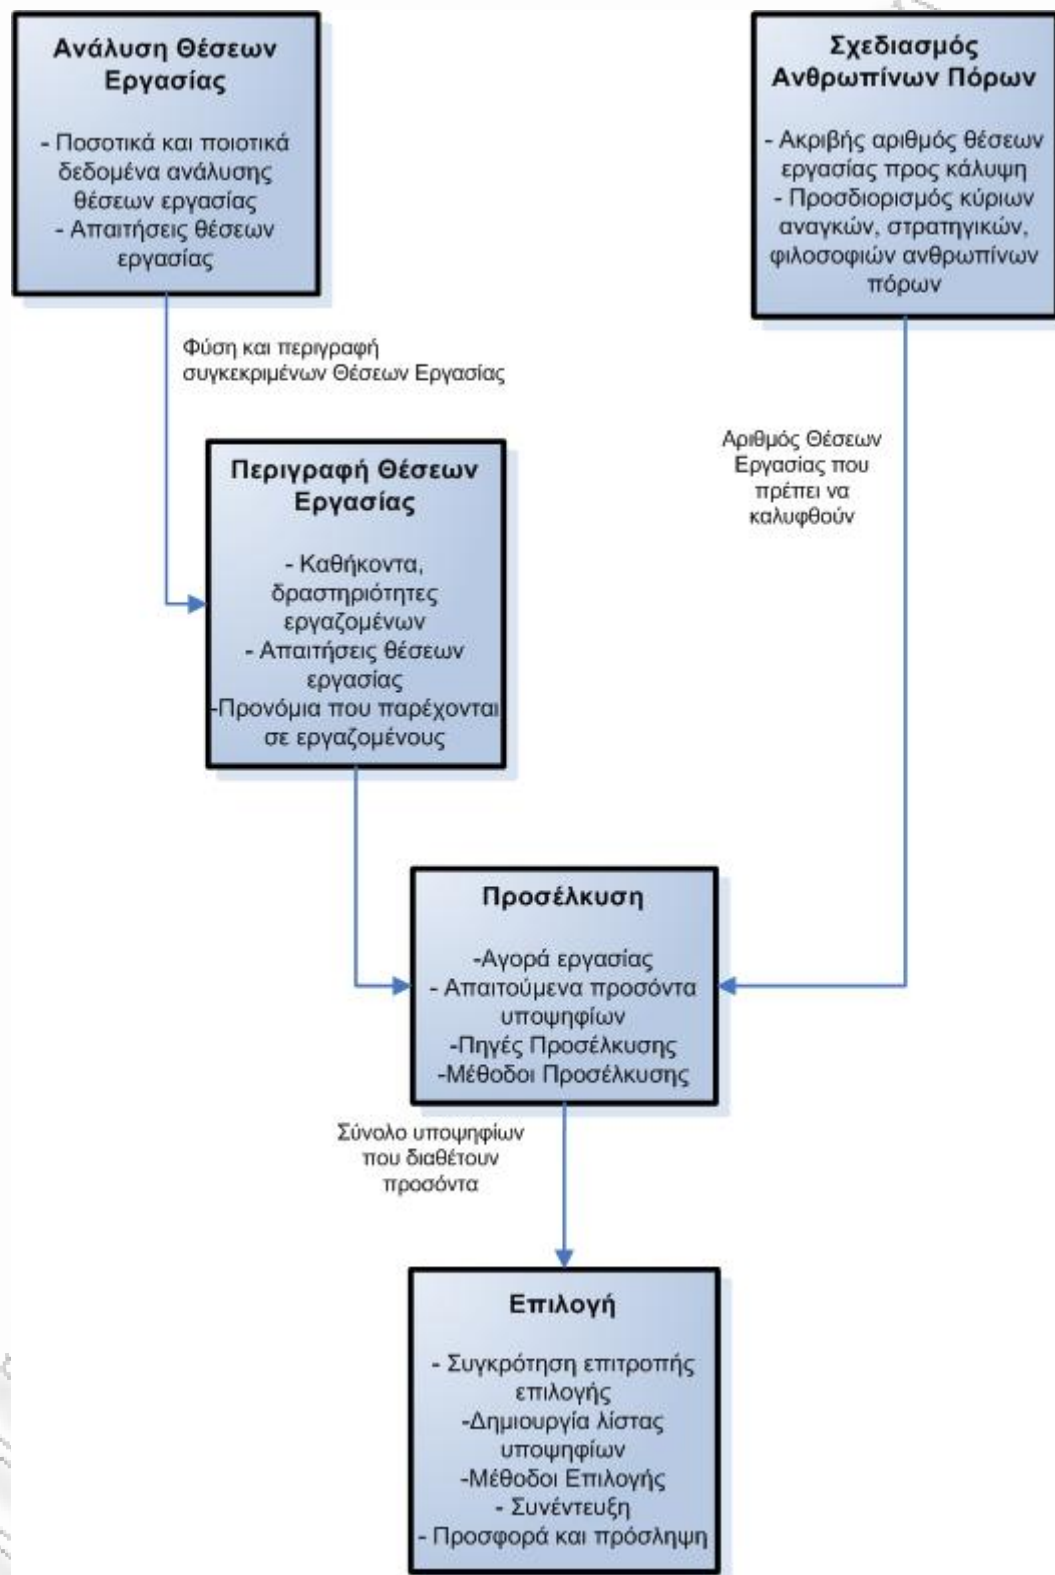 Ανάλυση Θέσεων
Εργασίας
- Ποσοτικά και ποιοτικά
δεδομένα ανάλυσης
θέσεων εργασίας
- Απαιτήσεις θέσεων
εργασίας
Σχεδιασμός
Ανθρωπίνων Πόρων
- Ακριβής αριθμός θέσεων
εργασίας προς κάλυψη
- Προσδιορισμός κύριων
αναγκών, στρατηγικών,
φιλοσοφιών ανθρωπίνων
πόρων
Φύση και περιγραφή
συγκεκριμένων Θέσεων Εργασίας
Αριθμός Θέσεων
Εργασίας που
πρέπει να
καλυφθούν
Περιγραφή Θέσεων
Εργασίας
- Καθήκοντα,
δραστηριότητες
εργαζομένων
- Απαιτήσεις θέσεων
εργασίας
-Προνόμια που παρέχονται
σε εργαζομένους
Προσέλκυση
-Αγορά εργασίας
- Απαιτούμενα προσόντα
υποψηφίων
-Πηγές Προσέλκυσης
-Μέθοδοι Προσέλκυσης
Σύνολο υποψηφίων
που διαθέτουν
προσόντα
Επιλογή
- Συγκρότηση επιτροπής
επιλογής
-Δημιουργία λίστας
υποψηφίων
-Μέθοδοι Επιλογής
- Συνέντευξη
- Προσφορά και πρόσληψη